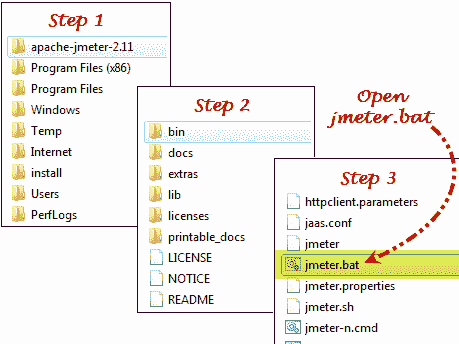 Step 1
apache-jmeter-2.11
Program Files (x86)
Program Files
Windows
Temp
Internet
install
Users
PerfLogs
Step 2
bin
docs
extras
lib
licenses
printable_docs
LICENSE
NOTICE
README
Open
jmeter.bat
Step 3
httpclient.parameters
jaas.conf
jmeter
jmeter.bat
jmeter.properties
jmeter.sh
jmeter-n.cmd